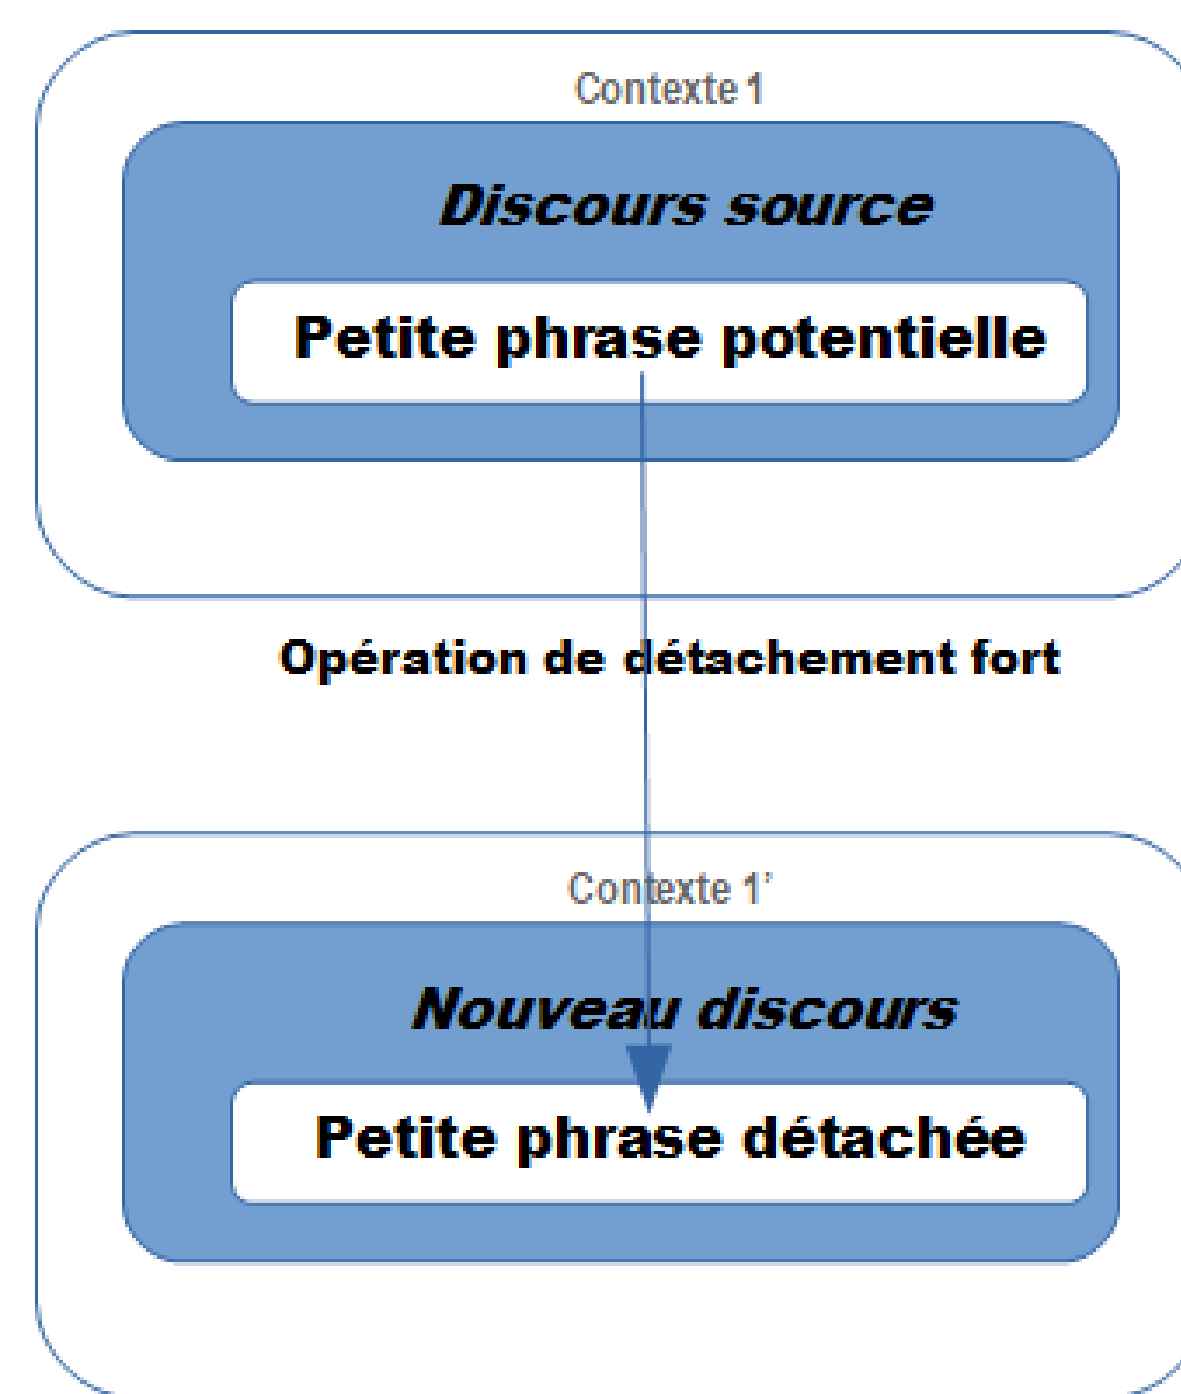 Contexte 1
Discours source
Petite phrase potentielle
Opération de détachement fort
Contexte 1’
Nouveau discours
Petite phrase détachée